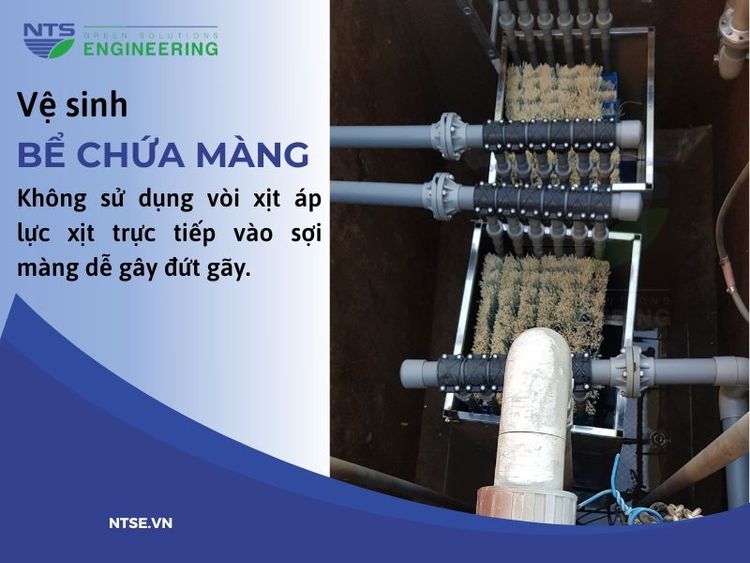 NTS
GREEN SOLUTIONS
ENGINEERING
Vệ sinh
BỂ CHỨA MÀNG
Không sử dụng vòi xịt áp
lực xịt trực tiếp vào sợi
màng dễ gây đứt gãy.
NTSE.VN